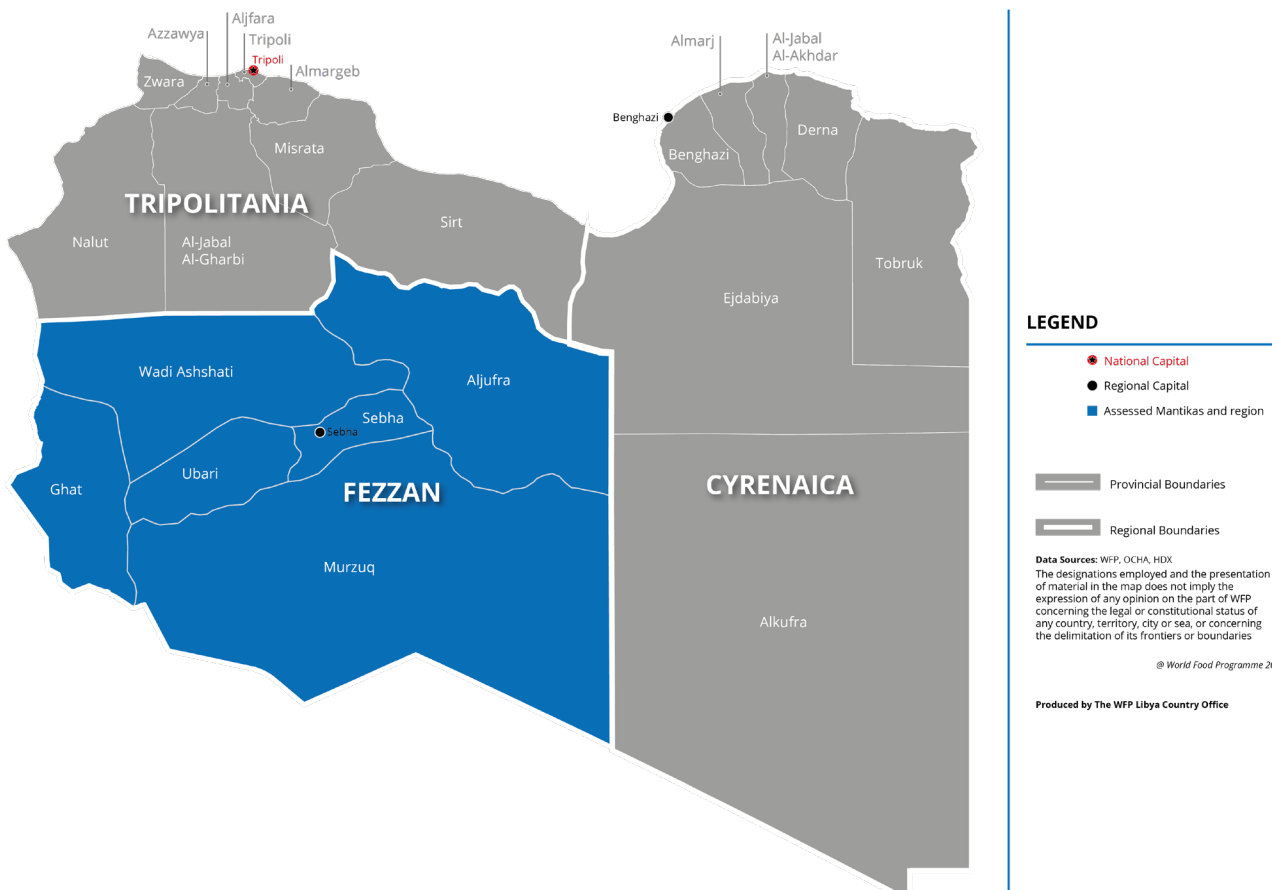 Aljfara
Azzawya
Tripoli
Tripoli
Almargeb
Zwara
Misrata
TRIPOLITANIA
Nalut
Al-Jabal
Al-Gharbi
Sirt
Almarj
Al-Jabal
Al-Akhdar
Benghazi
Benghazi
Derna
Tobruk
Ejdabiya
Wadi Ashshati
Aljufra
Sebha
Sebha
Ubari
Ghat
FEZZAN
Murzuq
CYRENAICA
Alkufra
LEGEND
National Capital
Regional Capital
Assessed Mantikas and region
Provincial Boundaries
Regional Boundaries
Data Sources: WFP, OCHA, HDX
The designations employed and the presentation
of material in the map does not imply the
expression of any opinion on the part of WFP
concerning the legal or constitutional status of
any country, territory, city or sea, or concerning
the delimitation of its frontiers or boundaries
@ World Food Programme
Produced by The WFP Libya Country Office